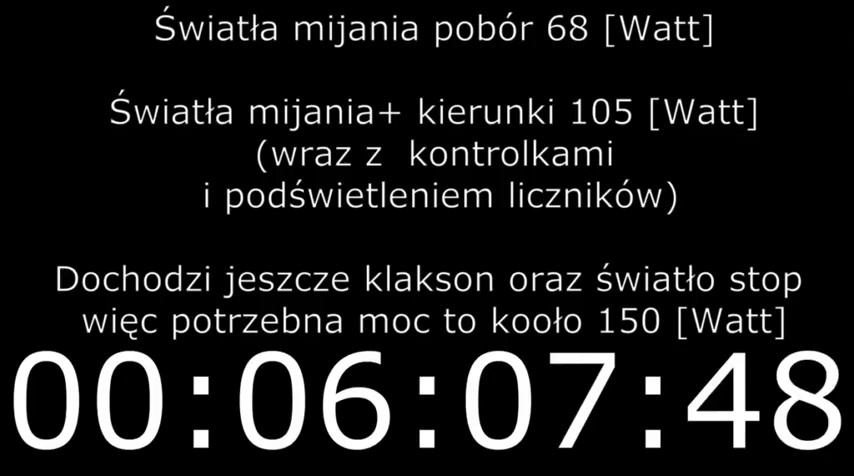 Światła mijania pobór 68 [Watt]
Światła mijania+ kierunki 105 [Watt]
(wraz z kontrolkami
i podświetleniem liczników)
Dochodzi jeszcze klakson oraz światło stop
więc potrzebna moc to kooło 150 [Watt]
00:06:07:48